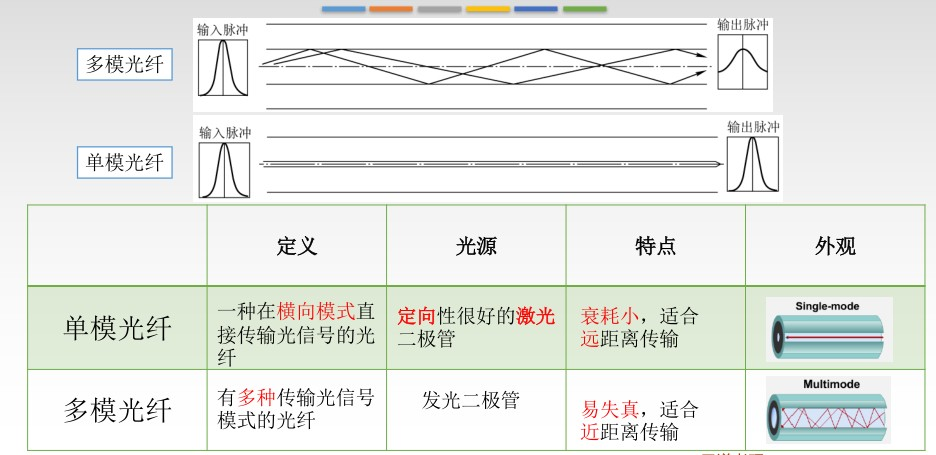 输入脉冲
输出脉冲
多模光纤
输入脉冲
输出脉冲
单模光纤
定义
光源
特点
外观
单模光纤
一种在横向模式直
接传输光信号的光
纤
定向性很好的激光
二极管
衰耗小，适合
远距离传输
Single-mode
多模光纤
有多种传输光信号
模式的光纤
发光二极管
易失真，适合
近距离传输
Multimode